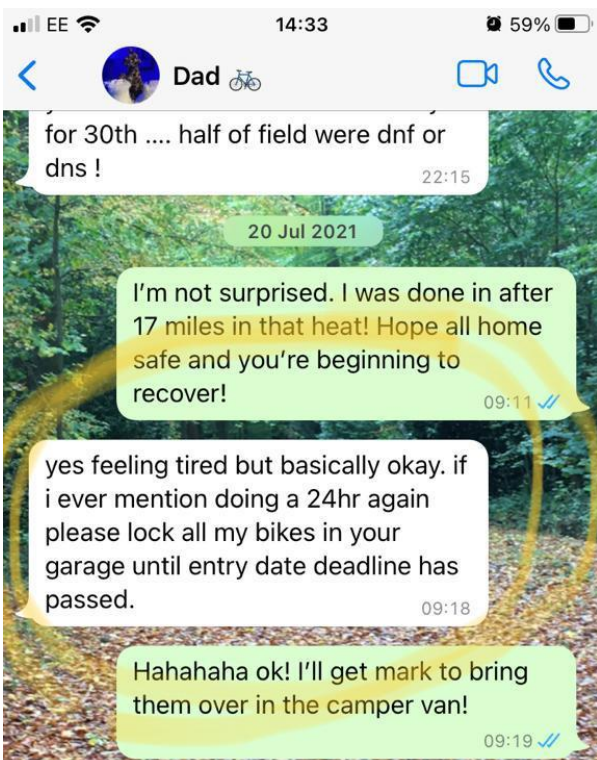 EE 14:33 59%
Dad 🚲
for 30th .... half of field were dnf or
dns !
22:15
20 Jul 2021
I'm not surprised. I was done in after
17 miles in that heat! Hope all home
safe and you're beginning to
recover!
09:11
yes feeling tired but basically okay. if
i ever mention doing a 24hr again
please lock all my bikes in your
garage until entry date deadline has
passed.
09:18
Hahahaha ok! I'll get mark to bring
them over in the camper van!
09:19